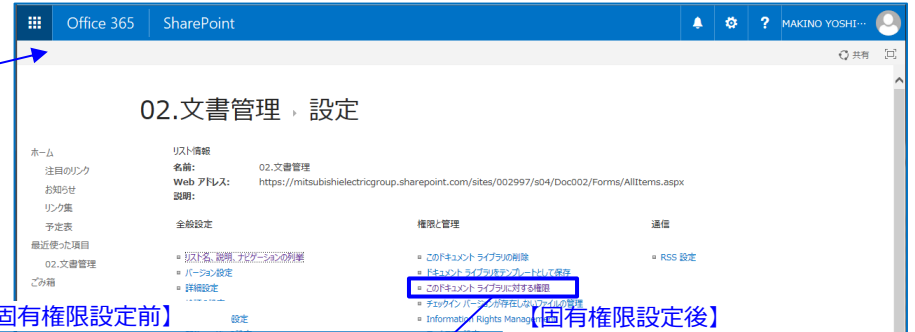 Office 365 SharePoint ? MAKINO YOSHI…
共有
02.文書管理 › 設定
ホーム
注目のリンク
お知らせ
リンク集
予定表
最近使った項目
02.文書管理
ごみ箱
リスト情報
名前: 02.文書管理
Web アドレス: https://mitsubishielectricgroup.sharepoint.com/sites/002997/s04/Doc002/Forms/AllItems.aspx
説明:
全般設定 権限と管理 通信
リスト名、説明、ナビゲーションの列挙 このドキュメント ライブラリの削除 RSS 設定
バージョン設定 ドキュメント ライブラリをテンプレートとして保存
詳細設定 このドキュメント ライブラリに対する権限
チェックイン バージョンが存在しないファイルの管理
設定 Information Rights Management
固有権限設定前】 【固有権限設定後】